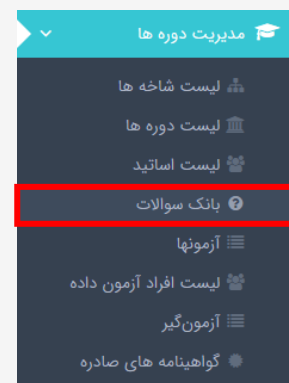 مدیریت دوره ها
لیست شاخه ها
لیست دوره ها
لیست اساتید
بانک سوالات
آزمونها
لیست افراد آزمون داده
آزمون‌گیر
گواهینامه های صادره